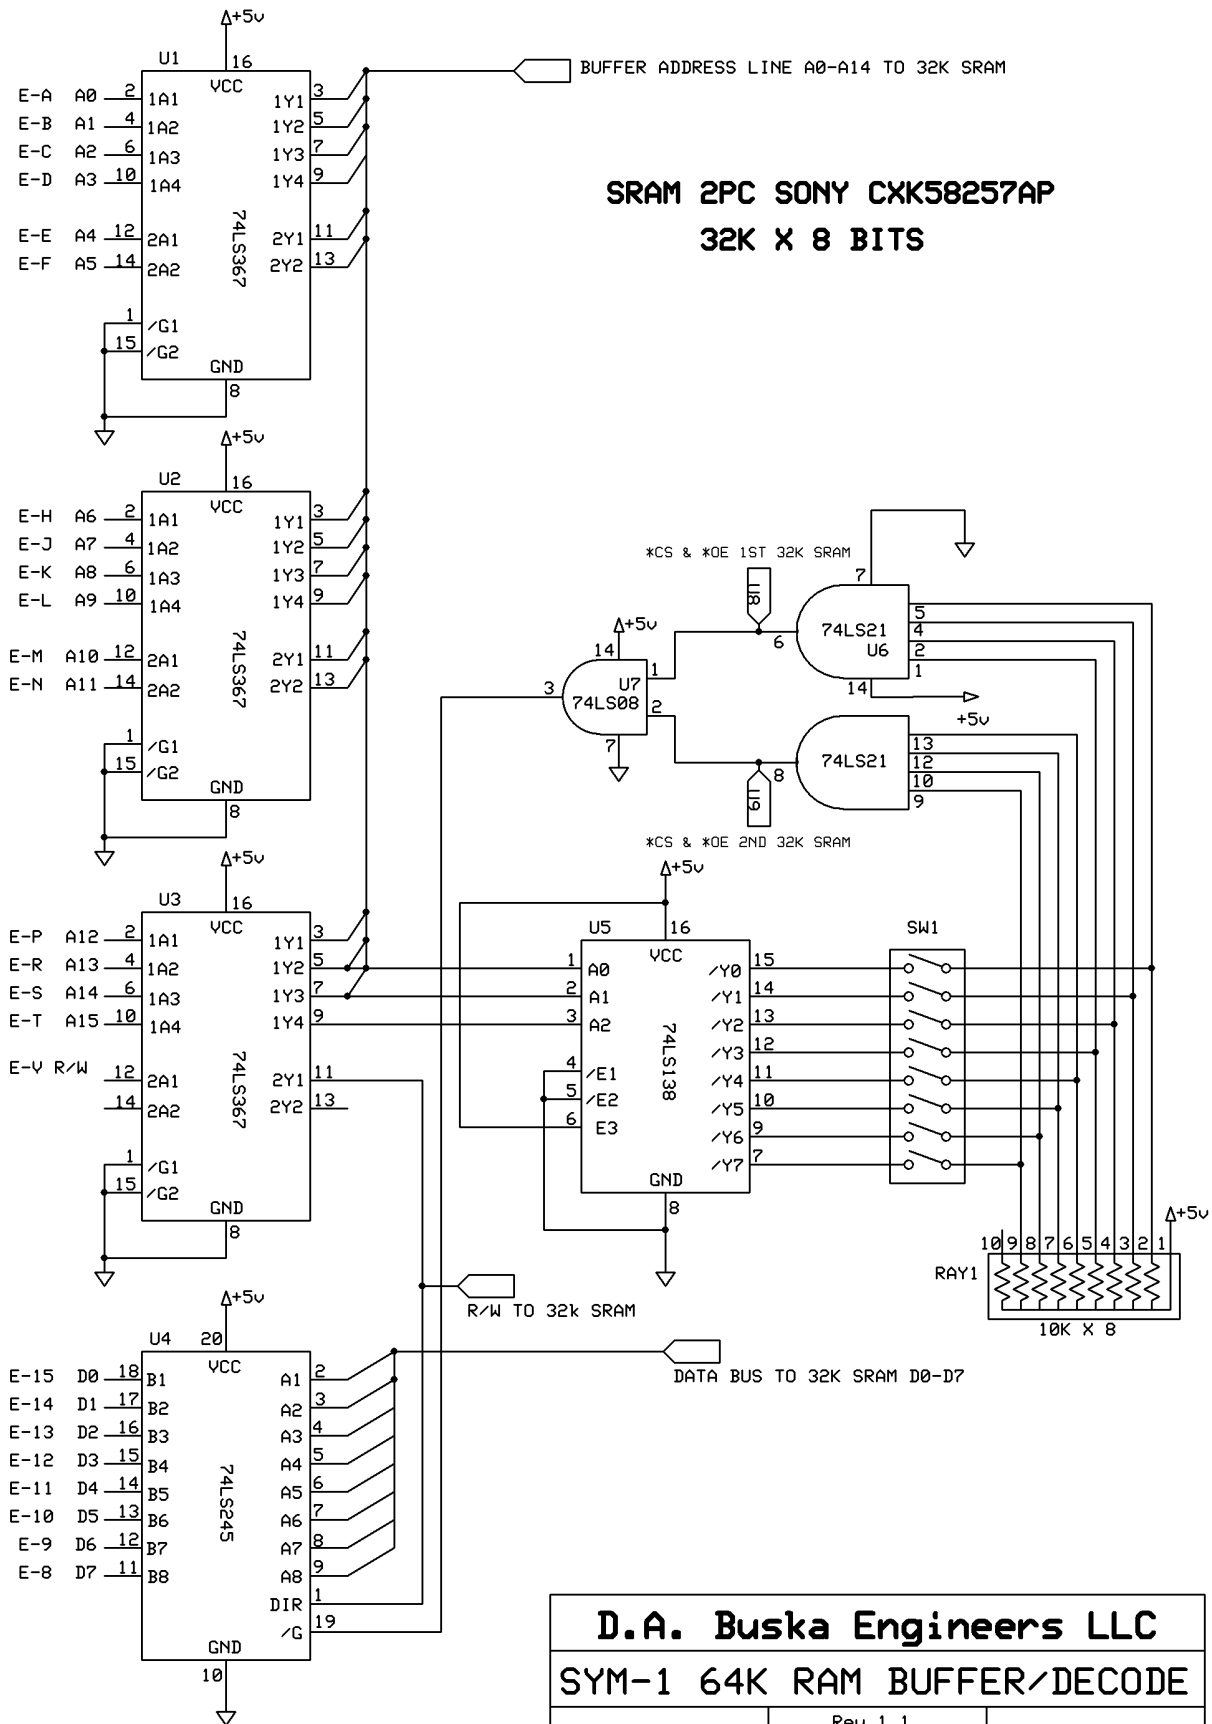 +5v
U1
16
VCC
BUFFER ADDRESS LINE A0-A14 TO 32K SRAM
E-A A0 2 1A1 1Y1 3
E-B A1 4 1A2 1Y2 5
E-C A2 6 1A3 1Y3 7
E-D A3 10 1A4 1Y4 9
74LS367
E-E A4 12 2A1 2Y1 11
E-F A5 14 2A2 2Y2 13
1 /G1
15 /G2
GND
8
SRAM 2PC SONY CXK58257AP
32K X 8 BITS
+5v
U2
16
VCC
E-H A6 2 1A1 1Y1 3
E-J A7 4 1A2 1Y2 5
E-K A8 6 1A3 1Y3 7
E-L A9 10 1A4 1Y4 9
74LS367
E-M A10 12 2A1 2Y1 11
E-N A11 14 2A2 2Y2 13
1 /G1
15 /G2
GND
8
*CS & *OE 1ST 32K SRAM
U8
7
74LS21
U6
6
5
4
2
1
14
+5v
+5v
14
U7
74LS08
3
1
2
7
74LS21
8
13
12
10
9
U9
*CS & *OE 2ND 32K SRAM
+5v
U3
16
VCC
E-P A12 2 1A1 1Y1 3
E-R A13 4 1A2 1Y2 5
E-S A14 6 1A3 1Y3 7
E-T A15 10 1A4 1Y4 9
74LS367
E-V R/W 12 2A1 2Y1 11
14 2A2 2Y2 13
1 /G1
15 /G2
GND
8
+5v
U5
16
VCC
1 A0 /Y0 15
2 A1 /Y1 14
3 A2 /Y2 13
/Y3 12
74LS138
4 /E1 /Y4 11
5 /E2 /Y5 10
6 E3 /Y6 9
/Y7 7
GND
8
SW1
+5v
10 9 8 7 6 5 4 3 2 1
RAY1
10K X 8
R/W TO 32k SRAM
DATA BUS TO 32K SRAM D0-D7
+5v
U4
20
VCC
E-15 D0 18 B1 A1 2
E-14 D1 17 B2 A2 3
E-13 D2 16 B3 A3 4
E-12 D3 15 B4 A4 5
E-11 D4 14 B5 A5 6
E-10 D5 13 B6 A6 7
E-9 D6 12 B7 A7 8
E-8 D7 11 B8 A8 9
74LS245
DIR 1
/G 19
GND
10
D.A. Buska Engineers LLC
SYM-1 64K RAM BUFFER/DECODE
Rev 1.1